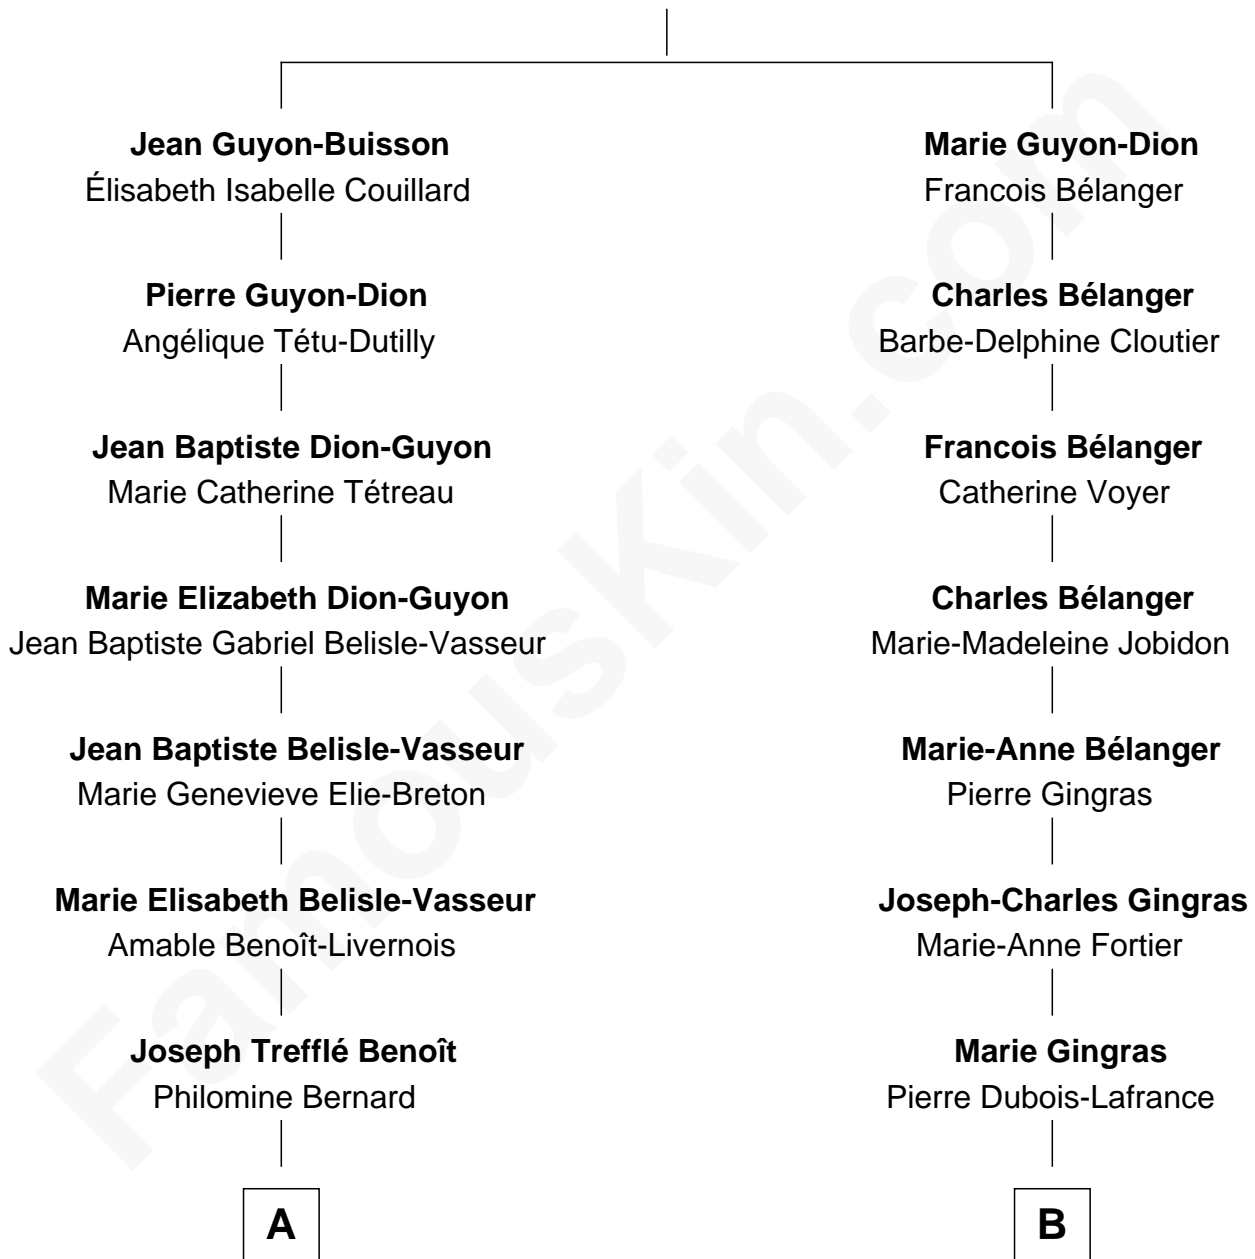 Jean Guyon-Buisson
Élisabeth Isabelle Couillard
Pierre Guyon-Dion
Angélique Tétu-Dutilly
Jean Baptiste Dion-Guyon
Marie Catherine Tétreau
Marie Elizabeth Dion-Guyon
Jean Baptiste Gabriel Belisle-Vasseur
Jean Baptiste Belisle-Vasseur
Marie Genevieve Elie-Breton
Marie Elisabeth Belisle-Vasseur
Amable Benoît-Livernois
Joseph Trefflé Benoît
Philomine Bernard
A
Marie Guyon-Dion
Francois Bélanger
Charles Bélanger
Barbe-Delphine Cloutier
Francois Bélanger
Catherine Voyer
Charles Bélanger
Marie-Madeleine Jobidon
Marie-Anne Bélanger
Pierre Gingras
Joseph-Charles Gingras
Marie-Anne Fortier
Marie Gingras
Pierre Dubois-Lafrance
B
FamousKin.com